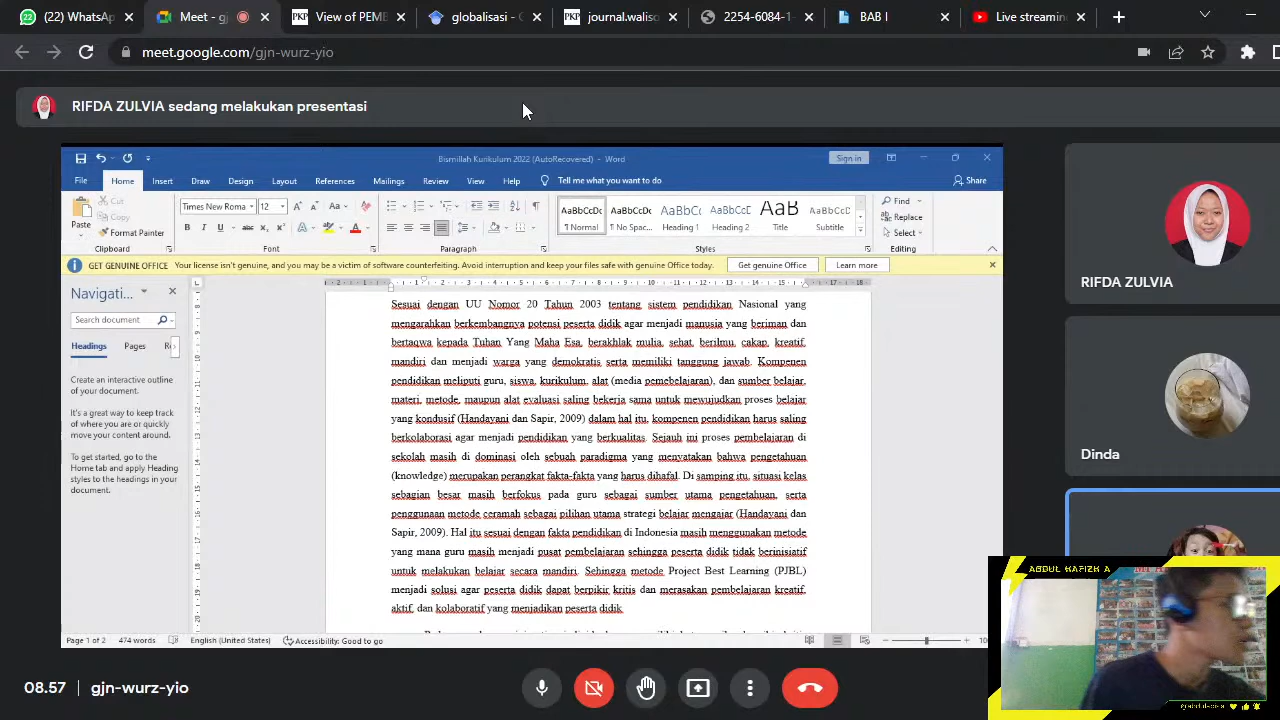 (22) WhatsA
Meet - gj
View of PEMB
globalisasi - G
journal.waliso
2254-6084-1-
BAB I
Live streamin
meet.google.com/gjn-wurz-yio
RIFDA ZULVIA sedang melakukan presentasi
Bismillah Kurikulum 2022 (AutoRecovered) - Word
Sign in
File Home Insert Draw Design Layout References Mailings Review View Help Tell me what you want to do Share
Paste
Cut
Copy
Format Painter
Times New Roma 12
AaBbCcDc AaBbCcDc AaBbCc AaBbCcD AaB AaBbCcD
¶ Normal ¶ No Spac... Heading 1 Heading 2 Title Subtitle
Find
Replace
Select
Clipboard Font Paragraph Styles Editing
GET GENUINE OFFICE Your license isn't genuine, and you may be a victim of software counterfeiting. Avoid interruption and keep your files safe with genuine Office today. Get genuine Office Learn more
Navigati...
Search document
Headings Pages
Create an interactive outline
of your document.
It's a great way to keep track
of where you are or quickly
move your content around.
To get started, go to the
Home tab and apply Heading
styles to the headings in your
document.
Sesuai dengan UU Nomor 20 Tahun 2003 tentang sistem pendidikan Nasional yang
mengarahkan berkembangnya potensi peserta didik agar menjadi manusia yang beriman dan
bertaqwa kepada Tuhan Yang Maha Esa, berakhlak mulia, sehat, berilmu, cakap, kreatif,
mandiri dan menjadi warga yang demokratis serta memiliki tanggung jawab. Kompenen
pendidikan meliputi guru, siswa, kurikulum, alat (media pemebelajaran), dan sumber belajar,
materi, metode, maupun alat evaluasi saling bekerja sama untuk mewujudkan proses belajar
yang kondusif (Handayani dan Sapir, 2009) dalam hal itu, kompenen pendidikan harus saling
berkolaborasi agar menjadi pendidikan yang berkualitas. Sejauh ini proses pembelajaran di
sekolah masih di dominasi oleh sebuah paradigma yang menyatakan bahwa pengetahuan
(knowledge) merupakan perangkat fakta-fakta yang harus dihafal. Di samping itu, situasi kelas
sebagian besar masih berfokus pada guru sebagai sumber utama pengetahuan, serta
penggunaan metode ceramah sebagai pilihan utama strategi belajar mengajar (Handayani dan
Sapir, 2009). Hal itu sesuai dengan fakta pendidikan di Indonesia masih menggunakan metode
yang mana guru masih menjadi pusat pembelajaran sehingga peserta didik tidak berinisiatif
untuk melakukan belajar secara mandiri. Sehingga metode Project Best Learning (PJBL)
menjadi solusi agar peserta didik dapat berpikir kritis dan merasakan pembelajaran kreatif,
aktif, dan kolaboratif yang menjadikan peserta didik
Page 1 of 2 474 words English (United States) Accessibility: Good to go
RIFDA ZULVIA
Dinda
ABDUL HAFIZH A
08.57 gjn-wurz-yio